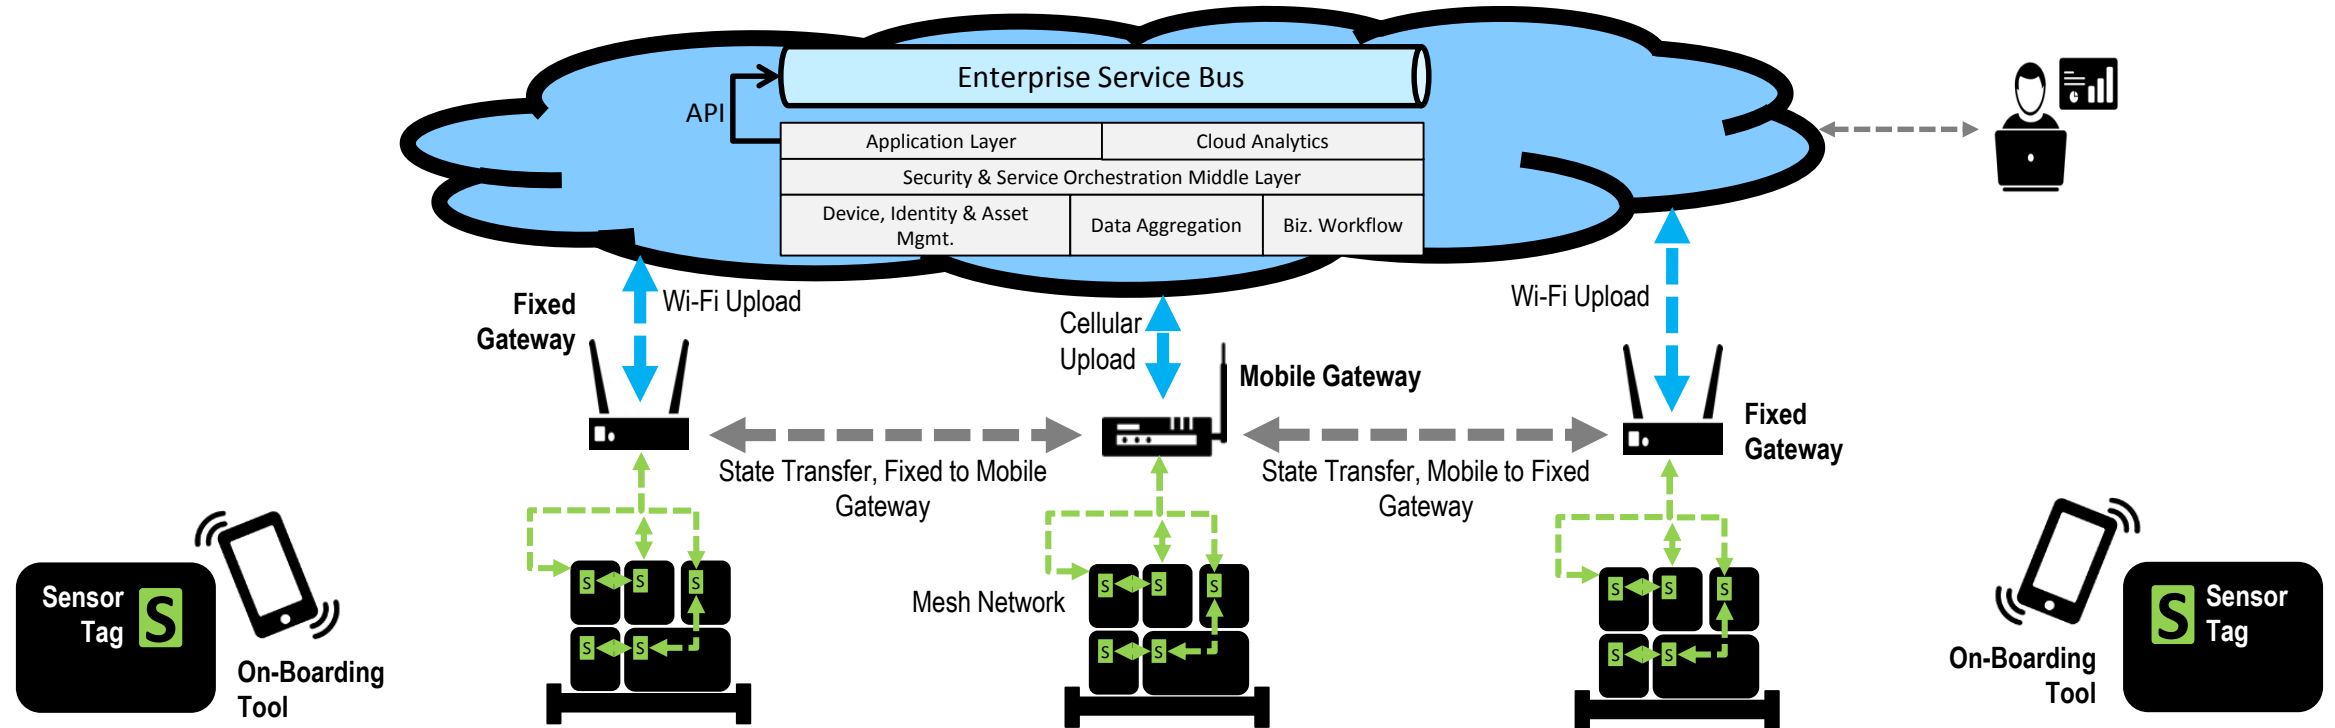 Enterprise Service Bus
API
Application Layer
Cloud Analytics
Security & Service Orchestration Middle Layer
Device, Identity & Asset
Mgmt.
Data Aggregation
Biz. Workflow
Fixed
Gateway
Wi-Fi Upload
Cellular
Upload
Mobile Gateway
Wi-Fi Upload
Fixed
Gateway
State Transfer, Fixed to Mobile
Gateway
State Transfer, Mobile to Fixed
Gateway
Sensor
Tag
S
On-Boarding
Tool
S S S
S S
Mesh Network
S S S
S S
S S S
S S
On-Boarding
Tool
S
Sensor
Tag